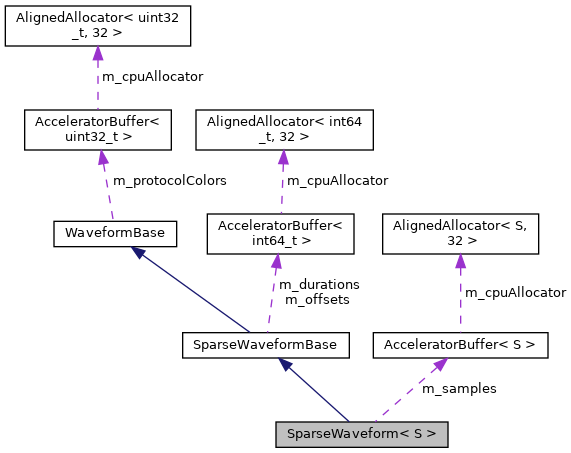 AlignedAllocator< uint32
_t, 32 >
m_cpuAllocator
AcceleratorBuffer<
uint32_t >
AlignedAllocator< int64
_t, 32 >
m_protocolColors
m_cpuAllocator
WaveformBase
AcceleratorBuffer<
int64_t >
AlignedAllocator< S,
32 >
m_durations
m_offsets
m_cpuAllocator
SparseWaveformBase
AcceleratorBuffer< S >
m_samples
SparseWaveform< S >